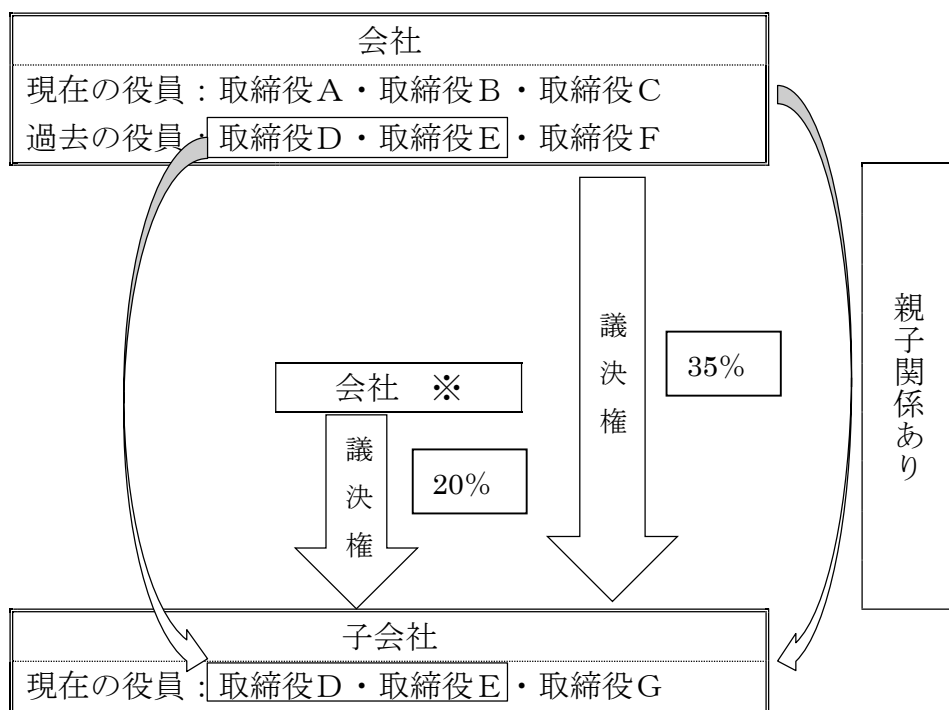 会社
現在の役員：取締役A・取締役B・取締役C
過去の役員：取締役D・取締役E・取締役F
議決権
35%
親子関係あり
会社　※
議決権
20%
子会社
現在の役員：取締役D・取締役E・取締役G